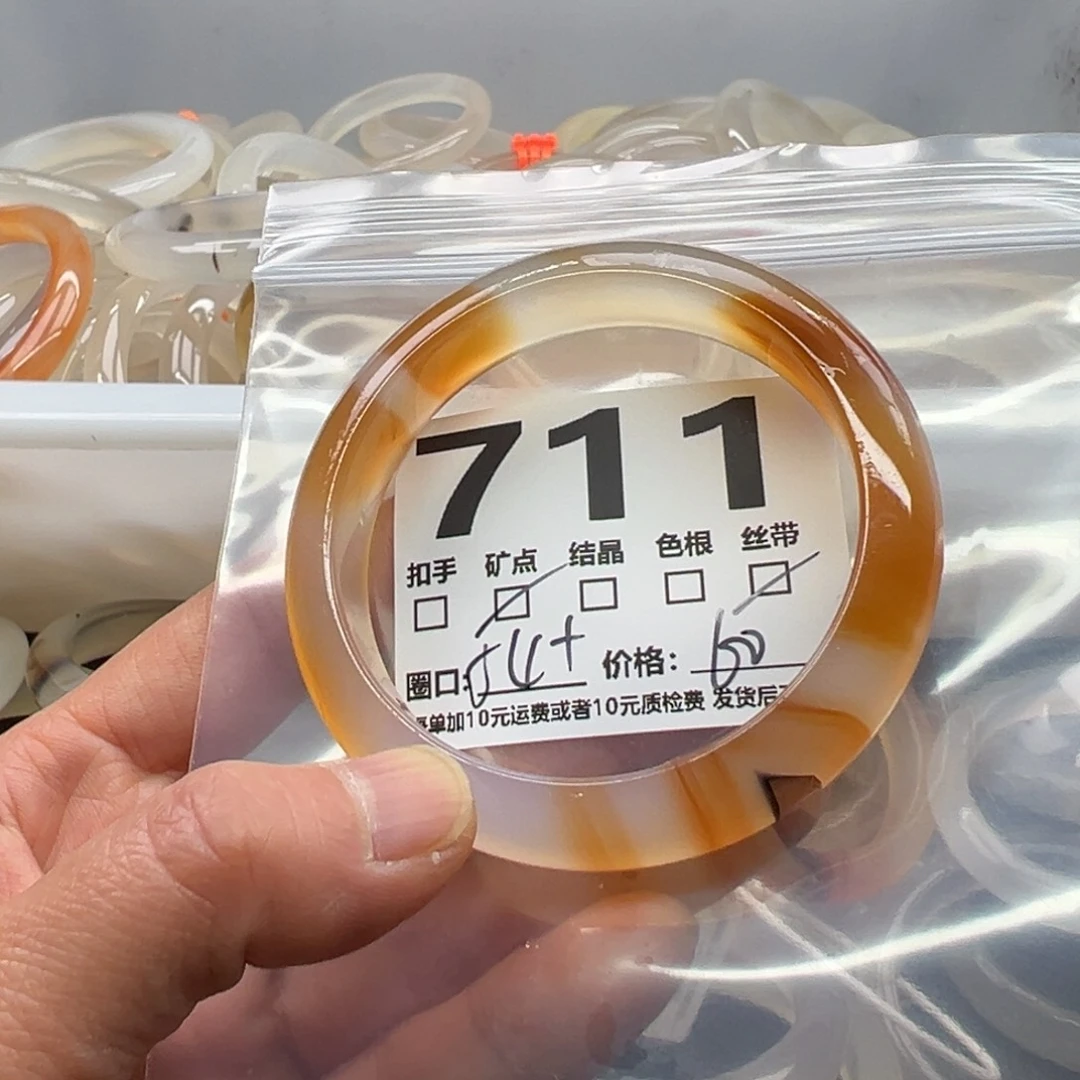 711
扣手 矿点 结晶 色根 丝带
圈口: 54+ 价格: 60
单加10元运费或者10元质检费 发货后